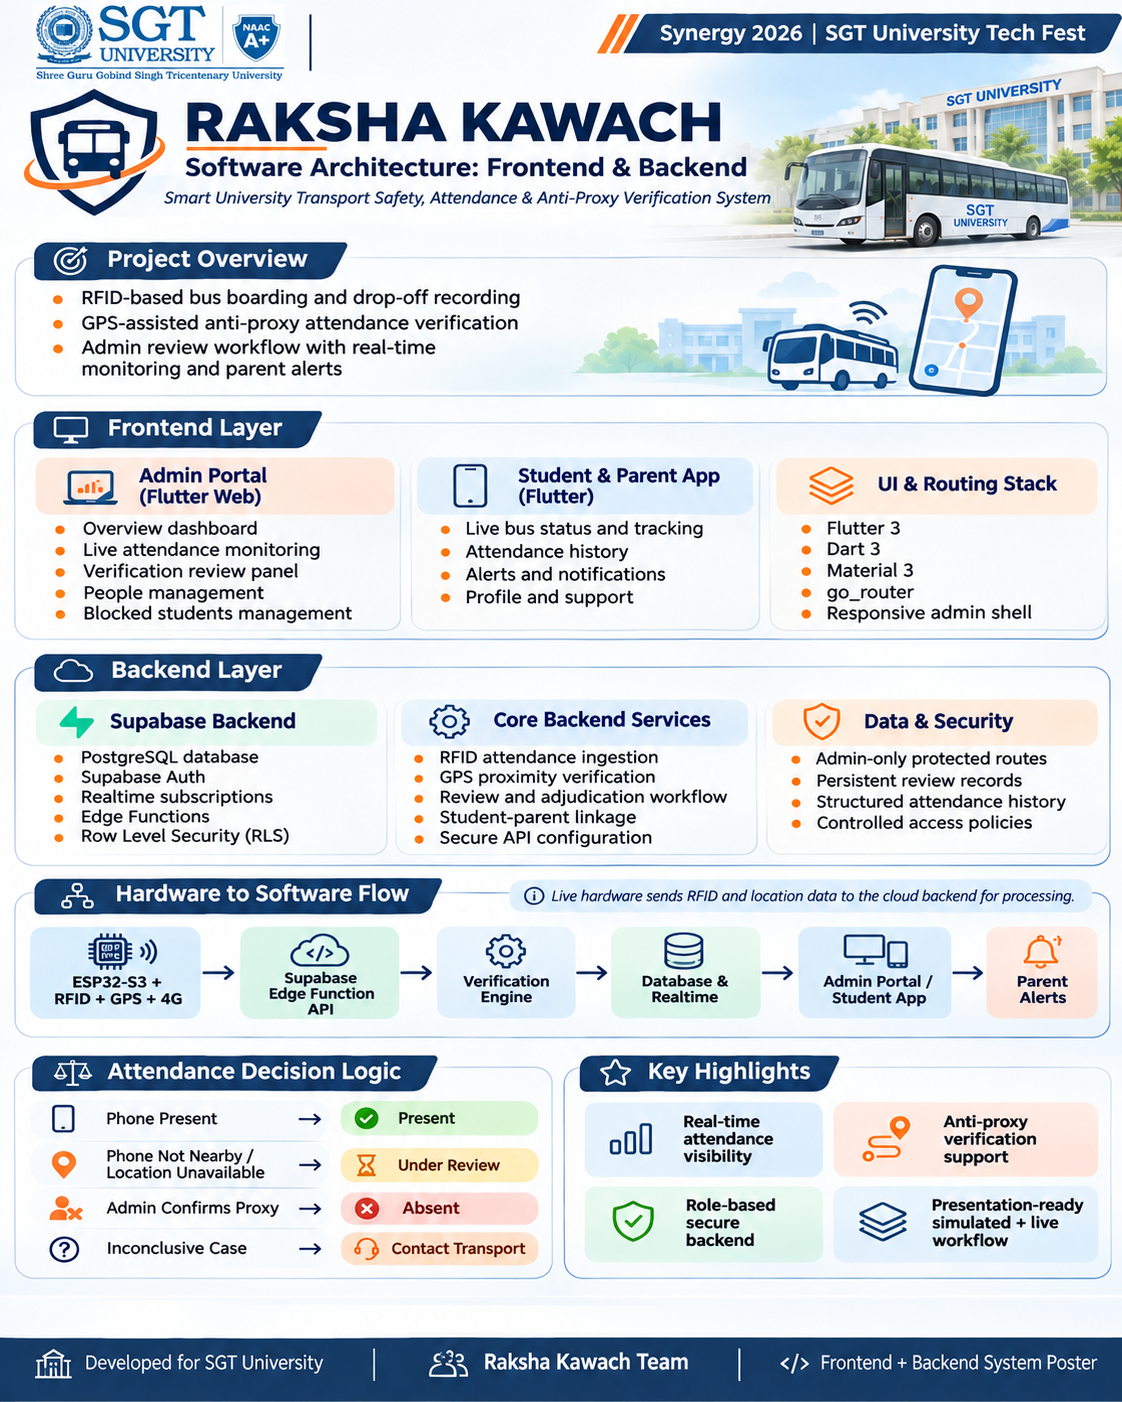 SGT
UNIVERSITY
NAAC
A+
Shree Guru Gobind Singh Tricentenary University
Synergy 2026 | SGT University Tech Fest
SGT UNIVERSITY
SGT
UNIVERSITY
RAKSHA KAWACH
Software Architecture: Frontend & Backend
Smart University Transport Safety, Attendance & Anti-Proxy Verification System
Project Overview
RFID-based bus boarding and drop-off recording
GPS-assisted anti-proxy attendance verification
Admin review workflow with real-time
monitoring and parent alerts
Frontend Layer
Admin Portal
(Flutter Web)
Overview dashboard
Live attendance monitoring
Verification review panel
People management
Blocked students management
Student & Parent App
(Flutter)
Live bus status and tracking
Attendance history
Alerts and notifications
Profile and support
UI & Routing Stack
Flutter 3
Dart 3
Material 3
go_router
Responsive admin shell
Backend Layer
Supabase Backend
PostgreSQL database
Supabase Auth
Realtime subscriptions
Edge Functions
Row Level Security (RLS)
Core Backend Services
RFID attendance ingestion
GPS proximity verification
Review and adjudication workflow
Student-parent linkage
Secure API configuration
Data & Security
Admin-only protected routes
Persistent review records
Structured attendance history
Controlled access policies
Hardware to Software Flow
Live hardware sends RFID and location data to the cloud backend for processing.
ESP32-S3 +
RFID + GPS + 4G
Supabase
Edge Function
API
Verification
Engine
Database &
Realtime
Admin Portal /
Student App
Parent
Alerts
Attendance Decision Logic
Phone Present
Present
Phone Not Nearby /
Location Unavailable
Under Review
Admin Confirms Proxy
Absent
Inconclusive Case
Contact Transport
Key Highlights
Real-time
attendance
visibility
Anti-proxy
verification
support
Role-based
secure
backend
Presentation-ready
simulated + live
workflow
Developed for SGT University
Raksha Kawach Team
</> Frontend + Backend System Poster